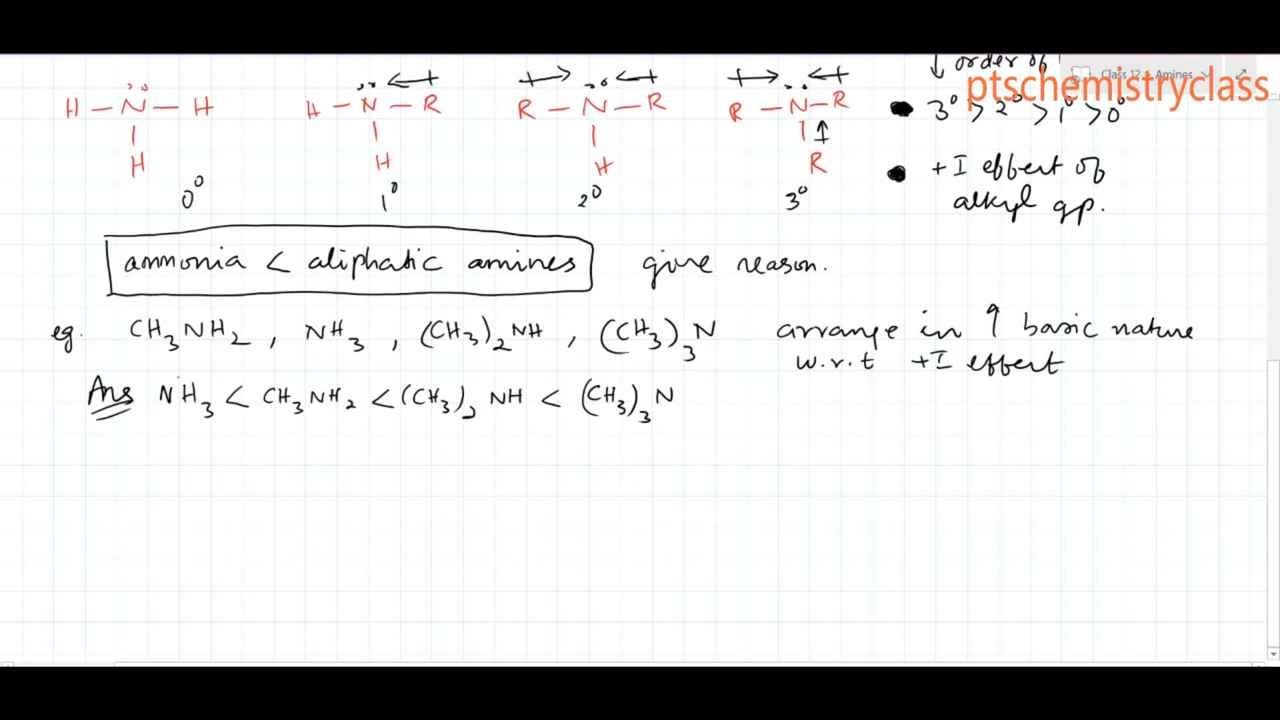 ↓ order of
ptschemistryclass
Class 12 Amines
H – N̈ – H
H
0°
H – N̈ – R
H
1°
R – N̈ – R
H
2°
R – N̈ – R
R
3°
• 3° > 2° > 1° > 0°
• +I effect of
alkyl gp.
ammonia < aliphatic amines give reason.
eg. CH₃NH₂ , NH₃ , (CH₃)₂NH , (CH₃)₃N arrange in ↑ basic nature
w.r.t +I effect
Ans NH₃ < CH₃NH₂ < (CH₃)₂NH < (CH₃)₃N